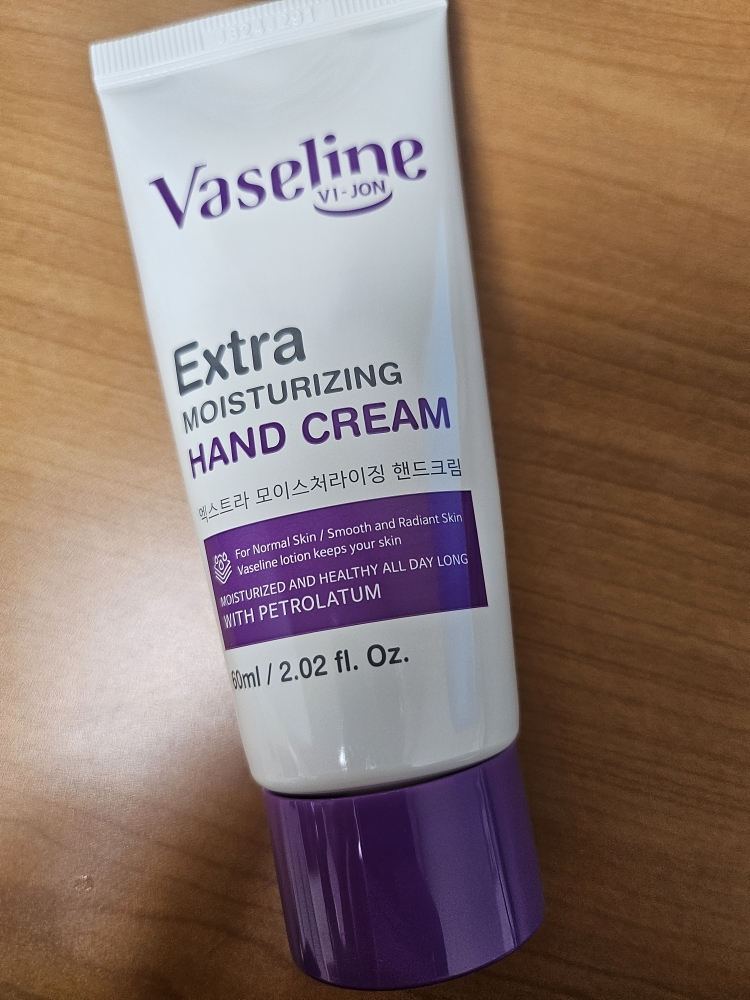 Vaseline
VI-JON
Extra
MOISTURIZING
HAND CREAM
엑스트라 모이스처라이징 핸드크림
For Normal Skin / Smooth and Radiant Skin
Vaseline lotion keeps your skin
MOISTURIZED AND HEALTHY ALL DAY LONG
WITH PETROLATUM
60ml / 2.02 fl. Oz.